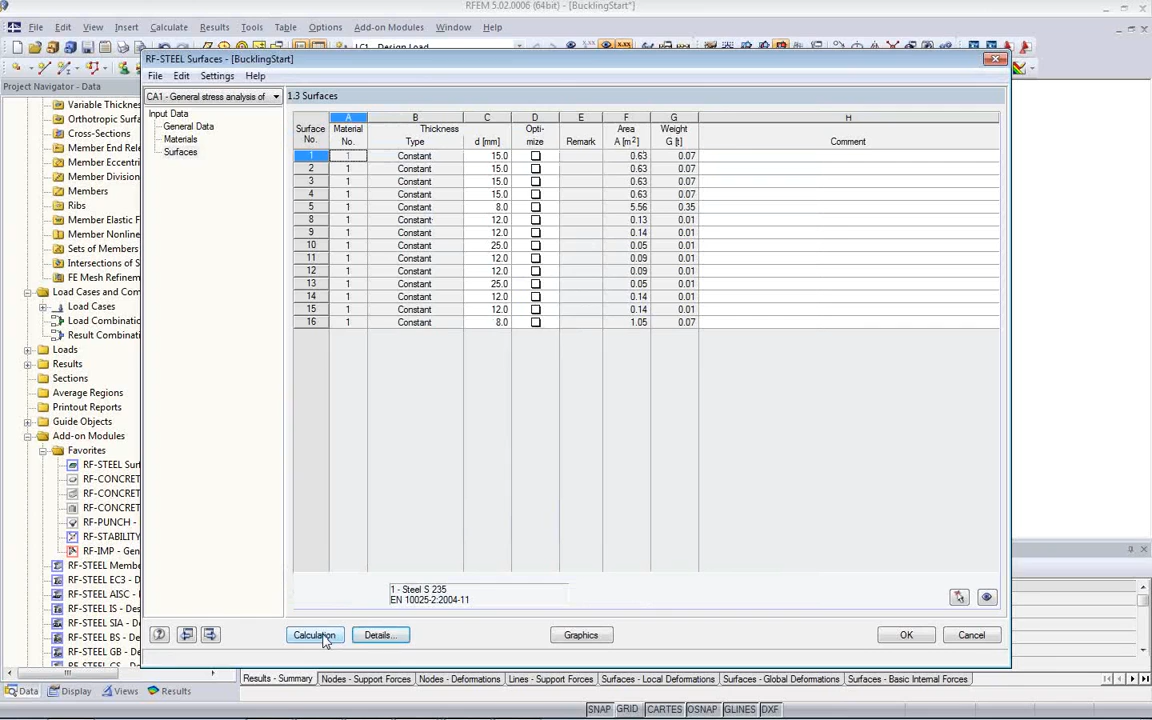 RFEM 5.02.0006 (64bit) - [BucklingStart*]
File Edit View Insert Calculate Results Tools Table Options Add-on Modules Window Help
LC1 - Design Load
Project Navigator - Data
Variable Thickness
Orthotropic Surfa
Cross-Sections
Member End Rele
Member Eccentri
Member Division
Members
Ribs
Member Elastic F
Member Nonline
Sets of Members
Intersections of S
FE Mesh Refinem
Load Cases and Com
Load Cases
Load Combinatio
Result Combinati
Loads
Results
Sections
Average Regions
Printout Reports
Guide Objects
Add-on Modules
Favorites
RF-STEEL Surf
RF-CONCRET
RF-CONCRET
RF-CONCRET
RF-PUNCH -
RF-STABILITY
RF-IMP - Gen
RF-STEEL Membe
RF-STEEL EC3 - D
RF-STEEL AISC - D
RF-STEEL IS - Des
RF-STEEL SIA - D
RF-STEEL BS - De
RF-STEEL GB - De
RF-STEEL CS - De
Data Display Views Results
RF-STEEL Surfaces - [BucklingStart]
File Edit Settings Help
CA1 - General stress analysis of
Input Data
General Data
Materials
Surfaces
1.3 Surfaces
A B C D E F G H
Surface No. Material No. Thickness Type d [mm] Opti-mize Remark Area A [m2] Weight G [t] Comment
1 1 Constant 15.0 0.63 0.07
2 1 Constant 15.0 0.63 0.07
3 1 Constant 15.0 0.63 0.07
4 1 Constant 15.0 0.63 0.07
5 1 Constant 8.0 5.56 0.35
8 1 Constant 12.0 0.13 0.01
9 1 Constant 12.0 0.14 0.01
10 1 Constant 25.0 0.05 0.01
11 1 Constant 12.0 0.09 0.01
12 1 Constant 12.0 0.09 0.01
13 1 Constant 25.0 0.05 0.01
14 1 Constant 12.0 0.14 0.01
15 1 Constant 12.0 0.14 0.01
16 1 Constant 8.0 1.05 0.07
1 - Steel S 235
EN 10025-2:2004-11
Calculation Details... Graphics OK Cancel
Results - Summary Nodes - Support Forces Nodes - Deformations Lines - Support Forces Surfaces - Local Deformations Surfaces - Global Deformations Surfaces - Basic Internal Forces
SNAP GRID CARTES OSNAP GLINES DXF